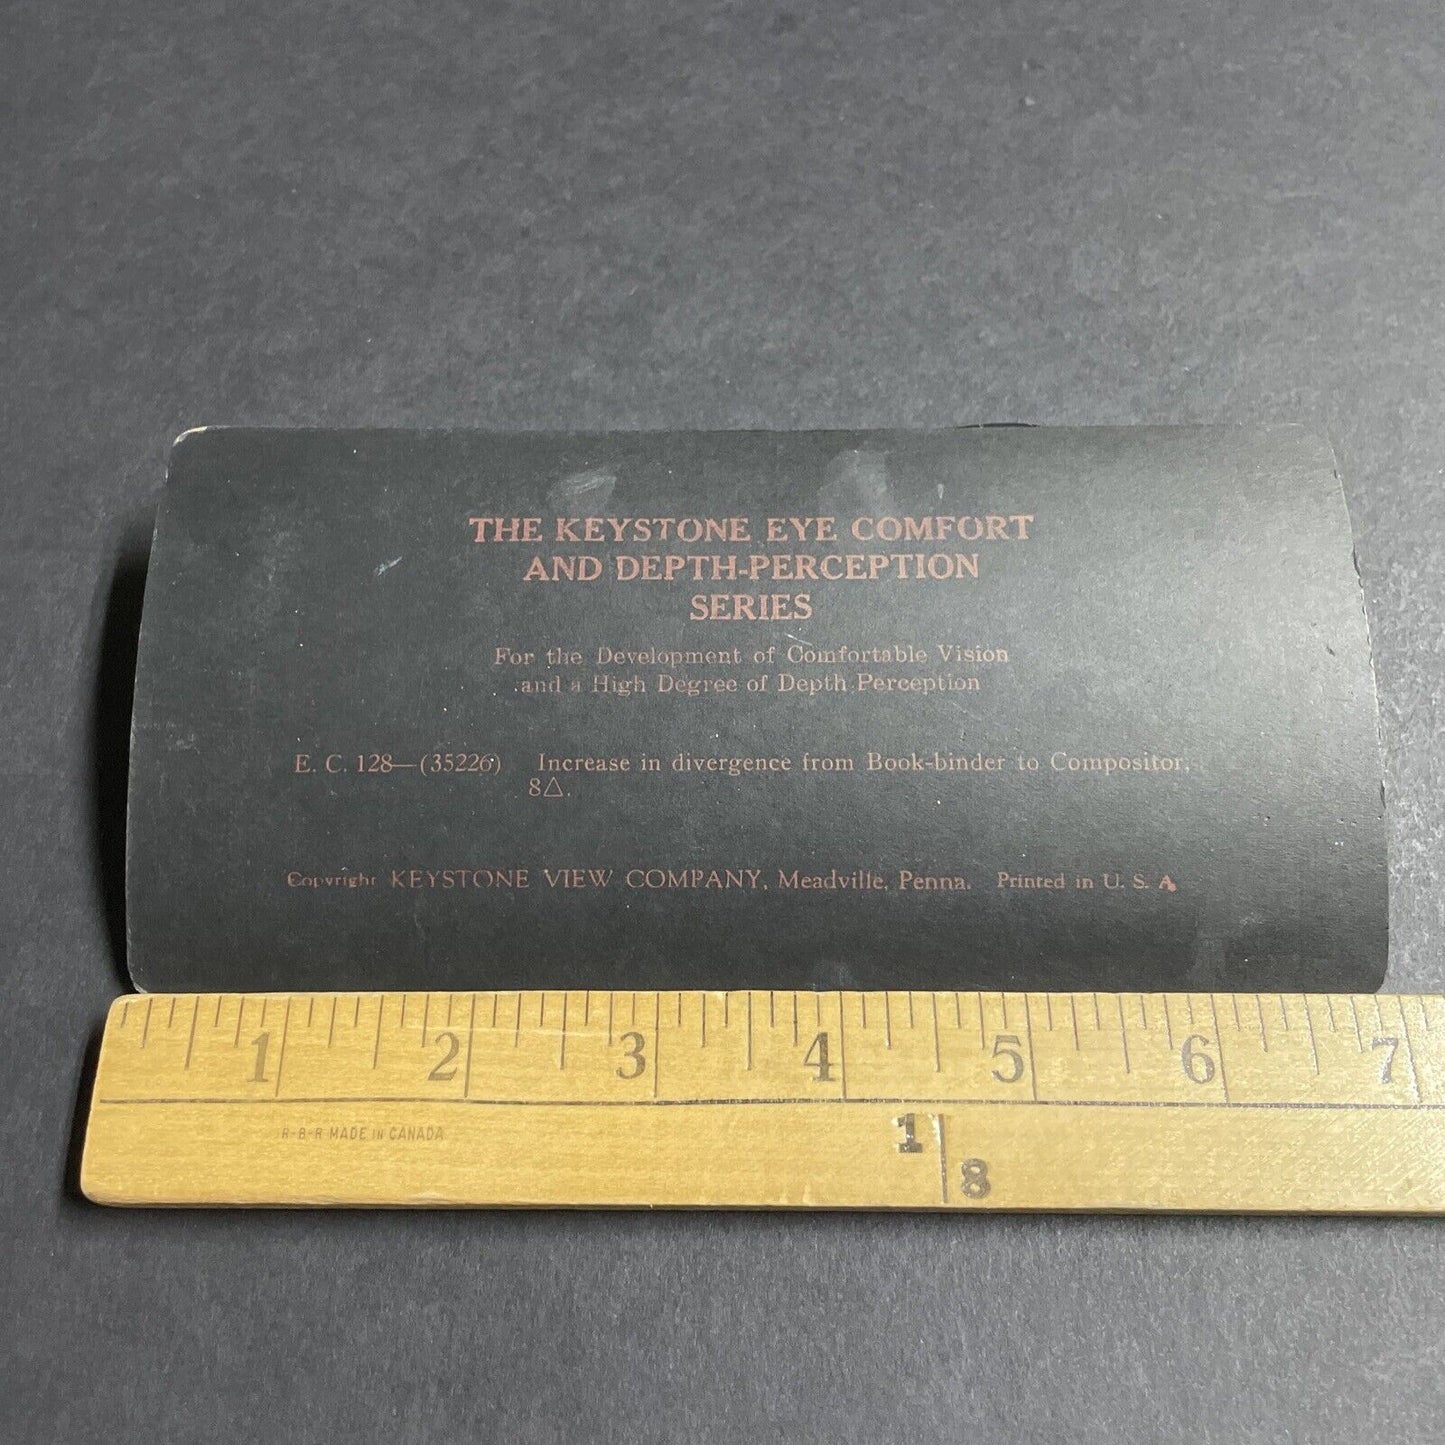 THE KEYSTONE EYE COMFORT
AND DEPTH-PERCEPTION
SERIES
For the Development of Comfortable Vision
and a High Degree of Depth Perception
E. C. 128—(35226) Increase in divergence from Book-binder to Compositor,
8△.
Copyright KEYSTONE VIEW COMPANY, Meadville, Penna. Printed in U. S. A.
1 2 3 4 5 6 7
R-B-R MADE IN CANADA
1
8